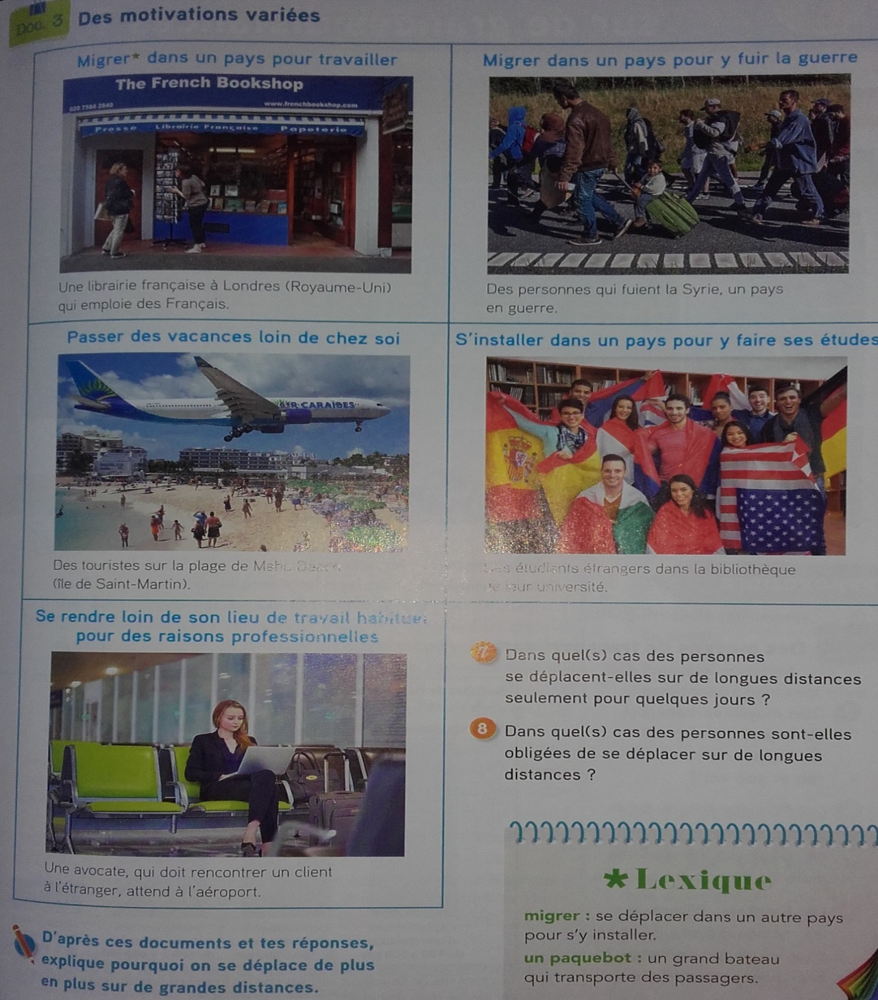 Doc. 3
Des motivations variées
Migrer* dans un pays pour travailler
The French Bookshop
020 7584 2840
www.frenchbookshop.com
Presse Librairie Française Papeterie
Une librairie française à Londres (Royaume-Uni)
qui emploie des Français.
Migrer dans un pays pour y fuir la guerre
Des personnes qui fuient la Syrie, un pays
en guerre.
Passer des vacances loin de chez soi
AIR CARAÏBES
Des touristes sur la plage de Maho Beach
(île de Saint-Martin).
S'installer dans un pays pour y faire ses études
Des étudiants étrangers dans la bibliothèque
de leur université.
Se rendre loin de son lieu de travail habituel
pour des raisons professionnelles
Une avocate, qui doit rencontrer un client
à l'étranger, attend à l'aéroport.
7 Dans quel(s) cas des personnes
se déplacent-elles sur de longues distances
seulement pour quelques jours ?
8 Dans quel(s) cas des personnes sont-elles
obligées de se déplacer sur de longues
distances ?
D'après ces documents et tes réponses,
explique pourquoi on se déplace de plus
en plus sur de grandes distances.
*Lexique
migrer : se déplacer dans un autre pays
pour s'y installer.
un paquebot : un grand bateau
qui transporte des passagers.